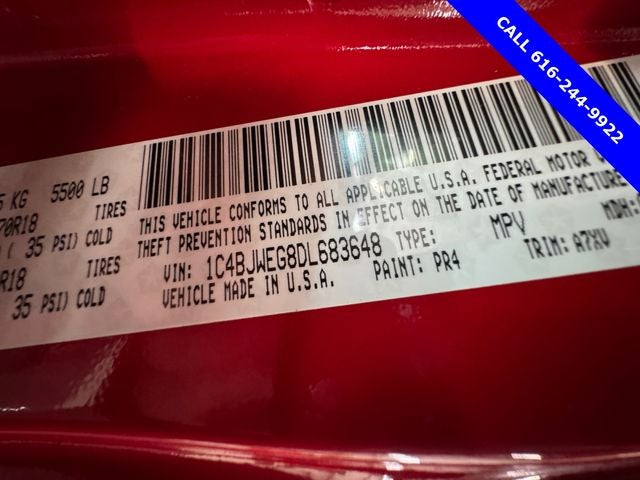 CALL 616-244-9922
5 KG 5500 LB
70R18 TIRES
( 35 PSI) COLD
R18 TIRES
35 PSI) COLD
THIS VEHICLE CONFORMS TO ALL APPLICABLE U.S.A. FEDERAL MOTOR
THEFT PREVENTION STANDARDS IN EFFECT ON THE DATE OF MANUFACTURE
VIN: 1C4BJWEG8DL683648 TYPE: MPV MDH:
VEHICLE MADE IN U.S.A. PAINT: PR4 TRIM: A7XV